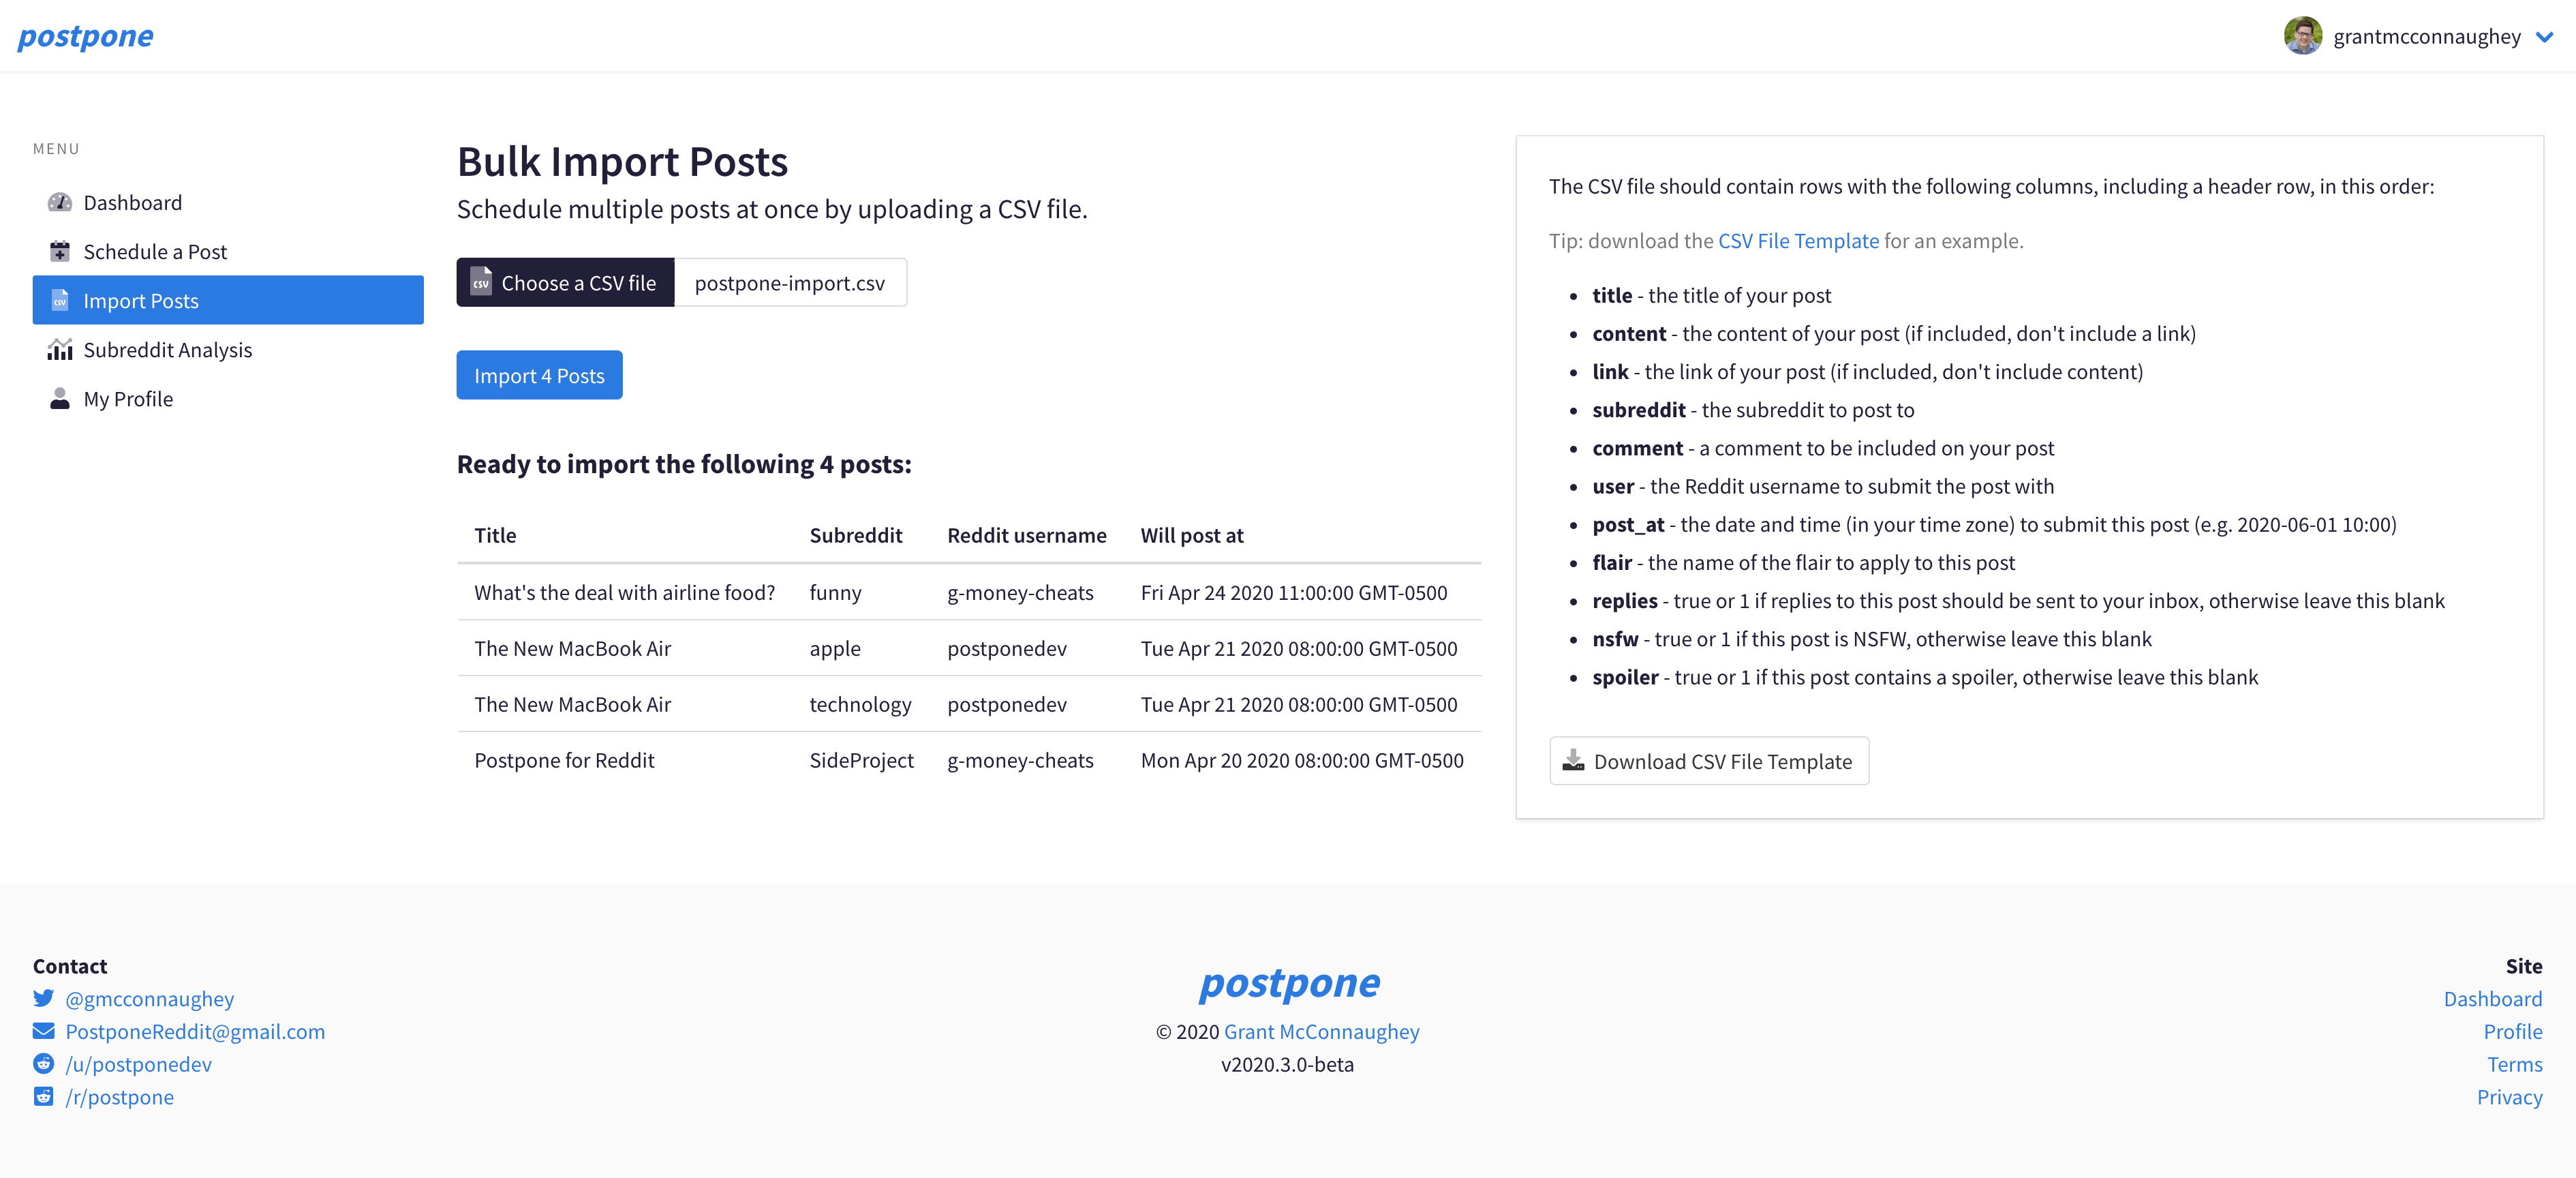 postpone
grantmcconnaughey
MENU
Dashboard
Schedule a Post
Import Posts
Subreddit Analysis
My Profile
Bulk Import Posts
Schedule multiple posts at once by uploading a CSV file.
Choose a CSV file postpone-import.csv
Import 4 Posts
Ready to import the following 4 posts:
Title Subreddit Reddit username Will post at
What's the deal with airline food? funny g-money-cheats Fri Apr 24 2020 11:00:00 GMT-0500
The New MacBook Air apple postponedev Tue Apr 21 2020 08:00:00 GMT-0500
The New MacBook Air technology postponedev Tue Apr 21 2020 08:00:00 GMT-0500
Postpone for Reddit SideProject g-money-cheats Mon Apr 20 2020 08:00:00 GMT-0500
The CSV file should contain rows with the following columns, including a header row, in this order:
Tip: download the CSV File Template for an example.
• title - the title of your post
• content - the content of your post (if included, don't include a link)
• link - the link of your post (if included, don't include content)
• subreddit - the subreddit to post to
• comment - a comment to be included on your post
• user - the Reddit username to submit the post with
• post_at - the date and time (in your time zone) to submit this post (e.g. 2020-06-01 10:00)
• flair - the name of the flair to apply to this post
• replies - true or 1 if replies to this post should be sent to your inbox, otherwise leave this blank
• nsfw - true or 1 if this post is NSFW, otherwise leave this blank
• spoiler - true or 1 if this post contains a spoiler, otherwise leave this blank
Download CSV File Template
Contact
@gmcconnaughey
PostponeReddit@gmail.com
/u/postponedev
/r/postpone
postpone
© 2020 Grant McConnaughey
v2020.3.0-beta
Site
Dashboard
Profile
Terms
Privacy